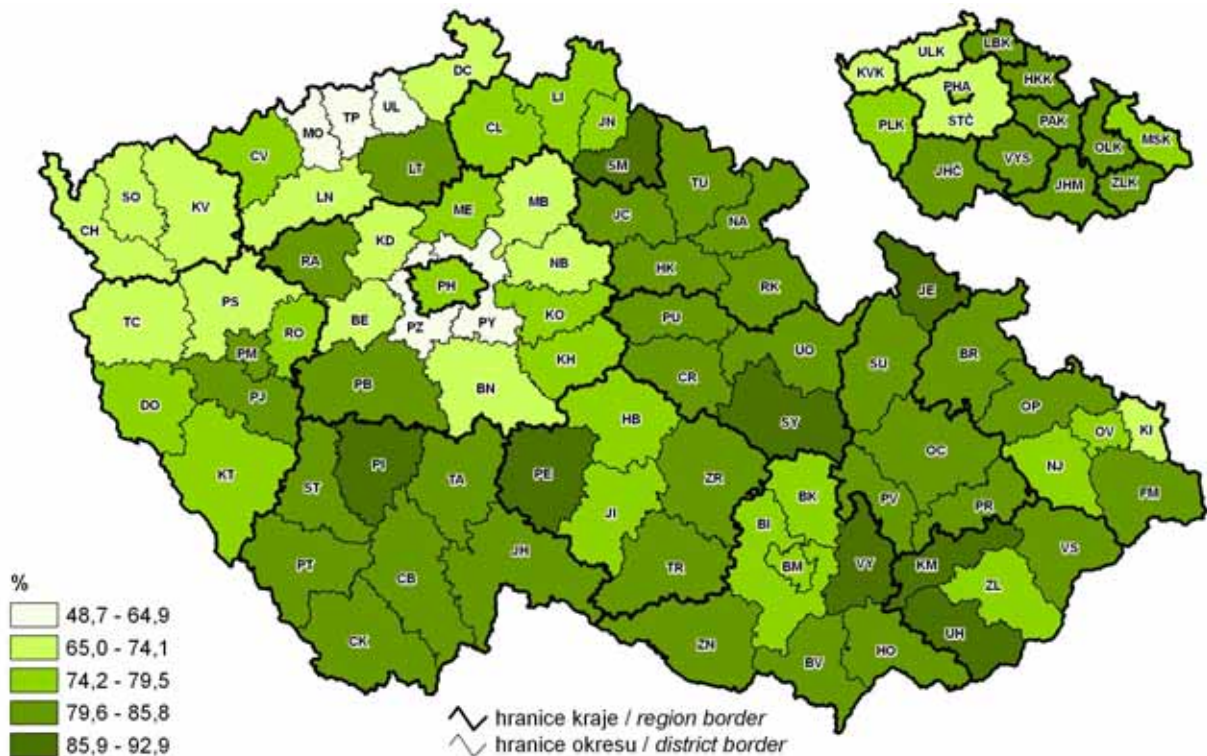 DC
LI
UL
TP
MO
JN
CL
CV
LT
SM
TU
LN
ME
MB
JC
NA
SO
KV
CH
KD
RA
NB
HK
RK
PH
JE
TC
PS
RO
BE
PZ
PY
KO
PU
UO
SU
BR
PM
PJ
PB
BN
KH
CR
OP
DO
HB
SY
OV
KI
KT
ST
PI
TA
PE
ZR
OC
NJ
FM
JI
BK
PV
PR
BI
BM
VY
KM
VS
PT
CB
JH
TR
ZL
CK
ZN
BV
HO
UH
LBK
ULK
KVK
HKK
PHA
STČ
PAK
PLK
MSK
OLK
VYS
JHČ
JHM
ZLK
%
48,7 - 64,9
65,0 - 74,1
74,2 - 79,5
79,6 - 85,8
85,9 - 92,9
hranice kraje / region border
hranice okresu / district border